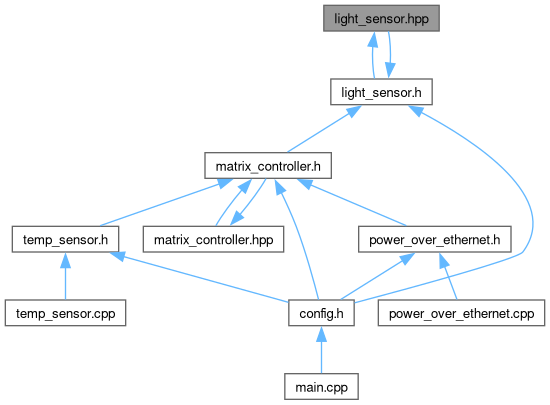 light_sensor.hpp
light_sensor.h
matrix_controller.h
temp_sensor.h
matrix_controller.hpp
power_over_ethernet.h
temp_sensor.cpp
config.h
power_over_ethernet.cpp
main.cpp